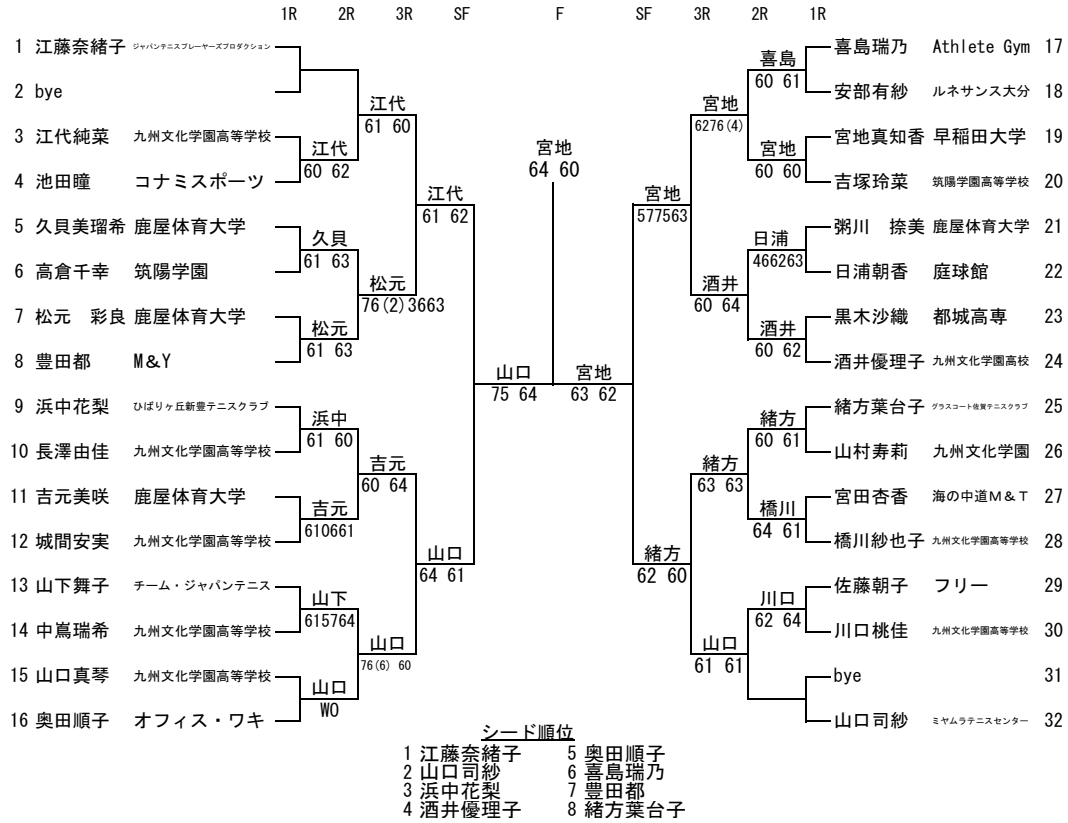 1R 2R 3R SF F SF 3R 2R 1R
1 江藤奈緒子 ジャパンテニスプレーヤーズプロダクション
2 bye
3 江代純菜 九州文化学園高等学校
4 池田瞳 コナミスポーツ
5 久貝美瑠希 鹿屋体育大学
6 高倉千幸 筑陽学園
7 松元 彩良 鹿屋体育大学
8 豊田都 M&Y
9 浜中花梨 ひばりヶ丘新豊テニスクラブ
10 長澤由佳 九州文化学園高等学校
11 吉元美咲 鹿屋体育大学
12 城間安実 九州文化学園高等学校
13 山下舞子 チーム・ジャパンテニス
14 中嶌瑞希 九州文化学園高等学校
15 山口真琴 九州文化学園高等学校
16 奥田順子 オフィス・ワキ
江代
60 62
久貝
61 63
松元
61 63
浜中
61 60
吉元
610661
山下
615764
山口
WO
江代
61 60
松元
76(2)3663
吉元
60 64
山口
76(6) 60
江代
61 62
山口
64 61
山口
75 64
宮地
64 60
宮地
63 62
宮地
577563
緒方
62 60
宮地
6276(4)
酒井
60 64
緒方
63 63
山口
61 61
喜島
60 61
宮地
60 60
日浦
466263
酒井
60 62
緒方
60 61
橋川
64 61
川口
62 64
喜島瑞乃 Athlete Gym 17
安部有紗 ルネサンス大分 18
宮地真知香 早稲田大学 19
吉塚玲菜 筑陽学園高等学校 20
粥川 捺美 鹿屋体育大学 21
日浦朝香 庭球館 22
黒木沙織 都城高専 23
酒井優理子 九州文化学園高校 24
緒方葉台子 グラスコート佐賀テニスクラブ 25
山村寿莉 九州文化学園 26
宮田杏香 海の中道M&T 27
橋川紗也子 九州文化学園高等学校 28
佐藤朝子 フリー 29
川口桃佳 九州文化学園高等学校 30
bye 31
山口司紗 ミヤムラテニスセンター 32
シード順位
1 江藤奈緒子 5 奥田順子
2 山口司紗 6 喜島瑞乃
3 浜中花梨 7 豊田都
4 酒井優理子 8 緒方葉台子